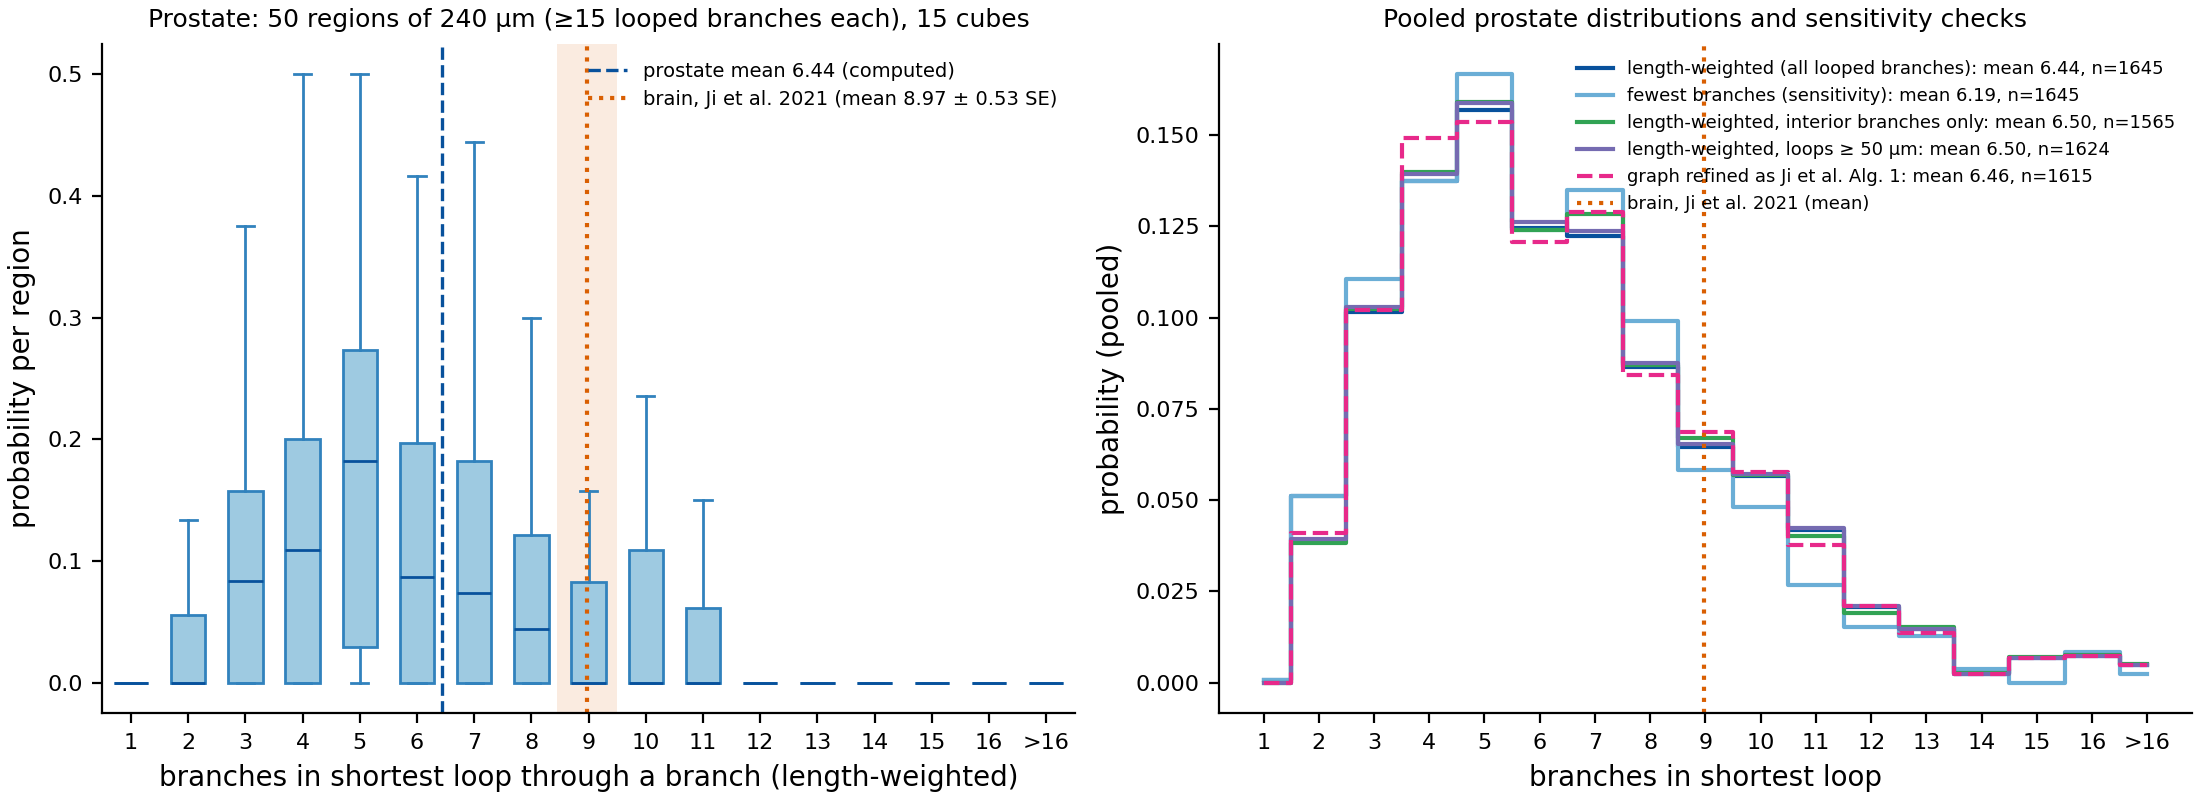 Prostate: 50 regions of 240 µm (≥15 looped branches each), 15 cubes
prostate mean 6.44 (computed)
brain, Ji et al. 2021 (mean 8.97 ± 0.53 SE)
probability per region
0.5
0.4
0.3
0.2
0.1
0.0
1 2 3 4 5 6 7 8 9 10 11 12 13 14 15 16 >16
branches in shortest loop through a branch (length-weighted)
Pooled prostate distributions and sensitivity checks
length-weighted (all looped branches): mean 6.44, n=1645
fewest branches (sensitivity): mean 6.19, n=1645
length-weighted, interior branches only: mean 6.50, n=1565
length-weighted, loops ≥ 50 µm: mean 6.50, n=1624
graph refined as Ji et al. Alg. 1: mean 6.46, n=1615
brain, Ji et al. 2021 (mean)
probability (pooled)
0.150
0.125
0.100
0.075
0.050
0.025
0.000
1 2 3 4 5 6 7 8 9 10 11 12 13 14 15 16 >16
branches in shortest loop